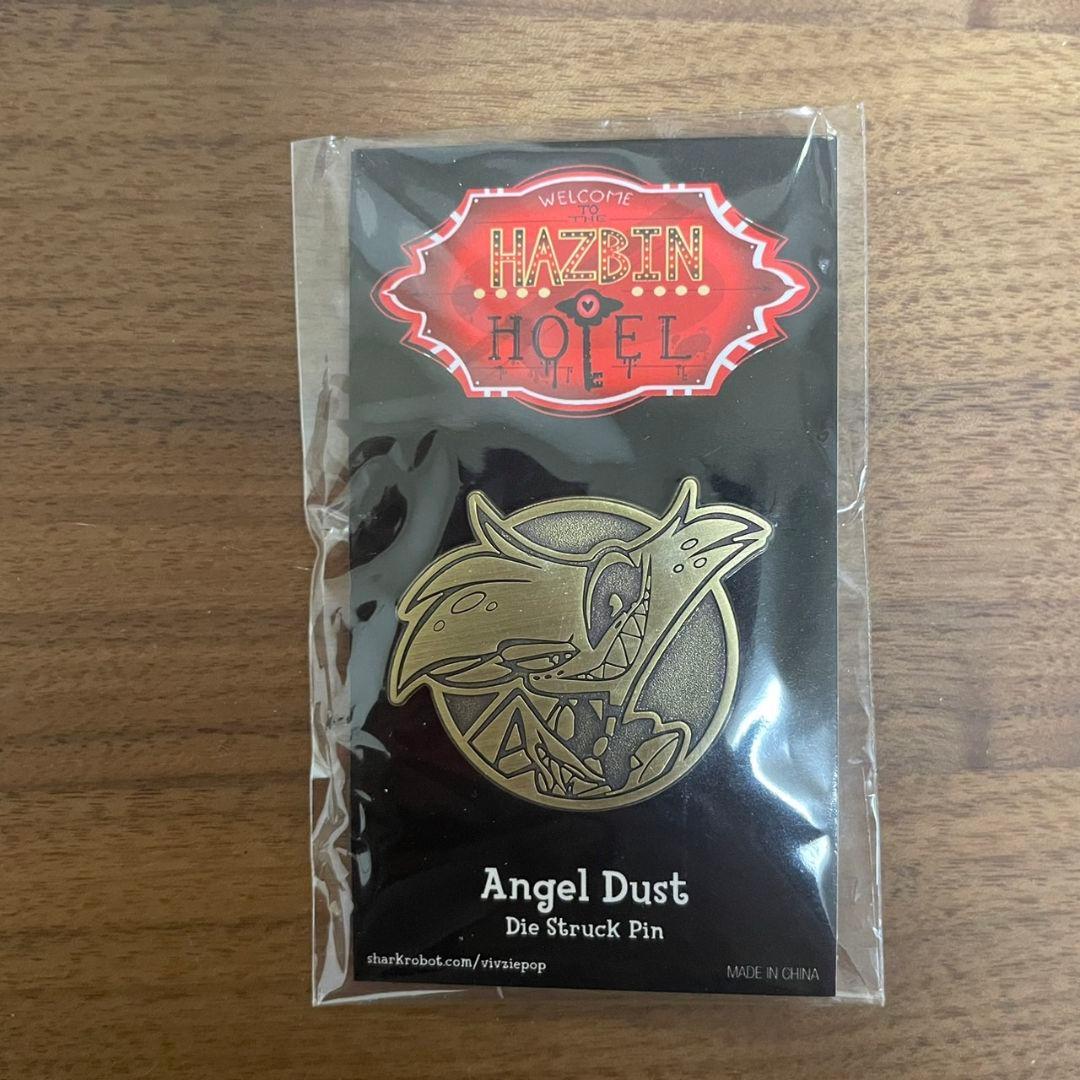 WELCOME
TO
THE
HAZBIN
HOTEL
Angel Dust
Die Struck Pin
sharkrobot.com/vivziepop
MADE IN CHINA